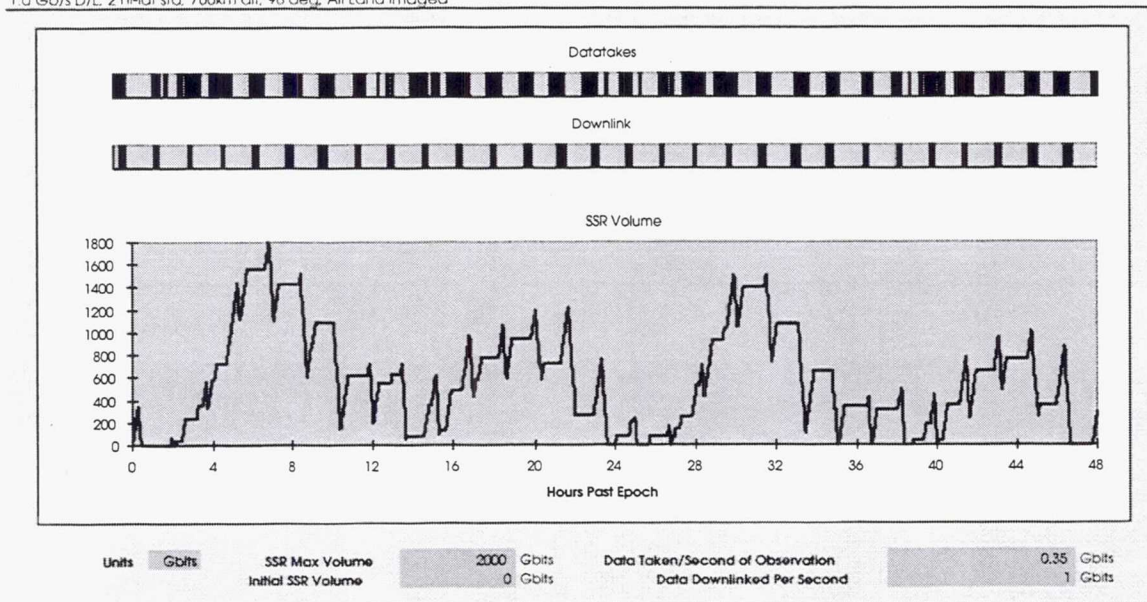 Datatakes
Downlink
SSR Volume
1800
1600
1400
1200
1000
800
600
400
200
0
0 4 8 12 16 20 24 28 32 36 40 44 48
Hours Past Epoch
Units Gbits SSR Max Volume 2000 Gbits Data Taken/Second of Observation 0.35 Gbits
Initial SSR Volume 0 Gbits Data Downlinked Per Second 1 Gbits